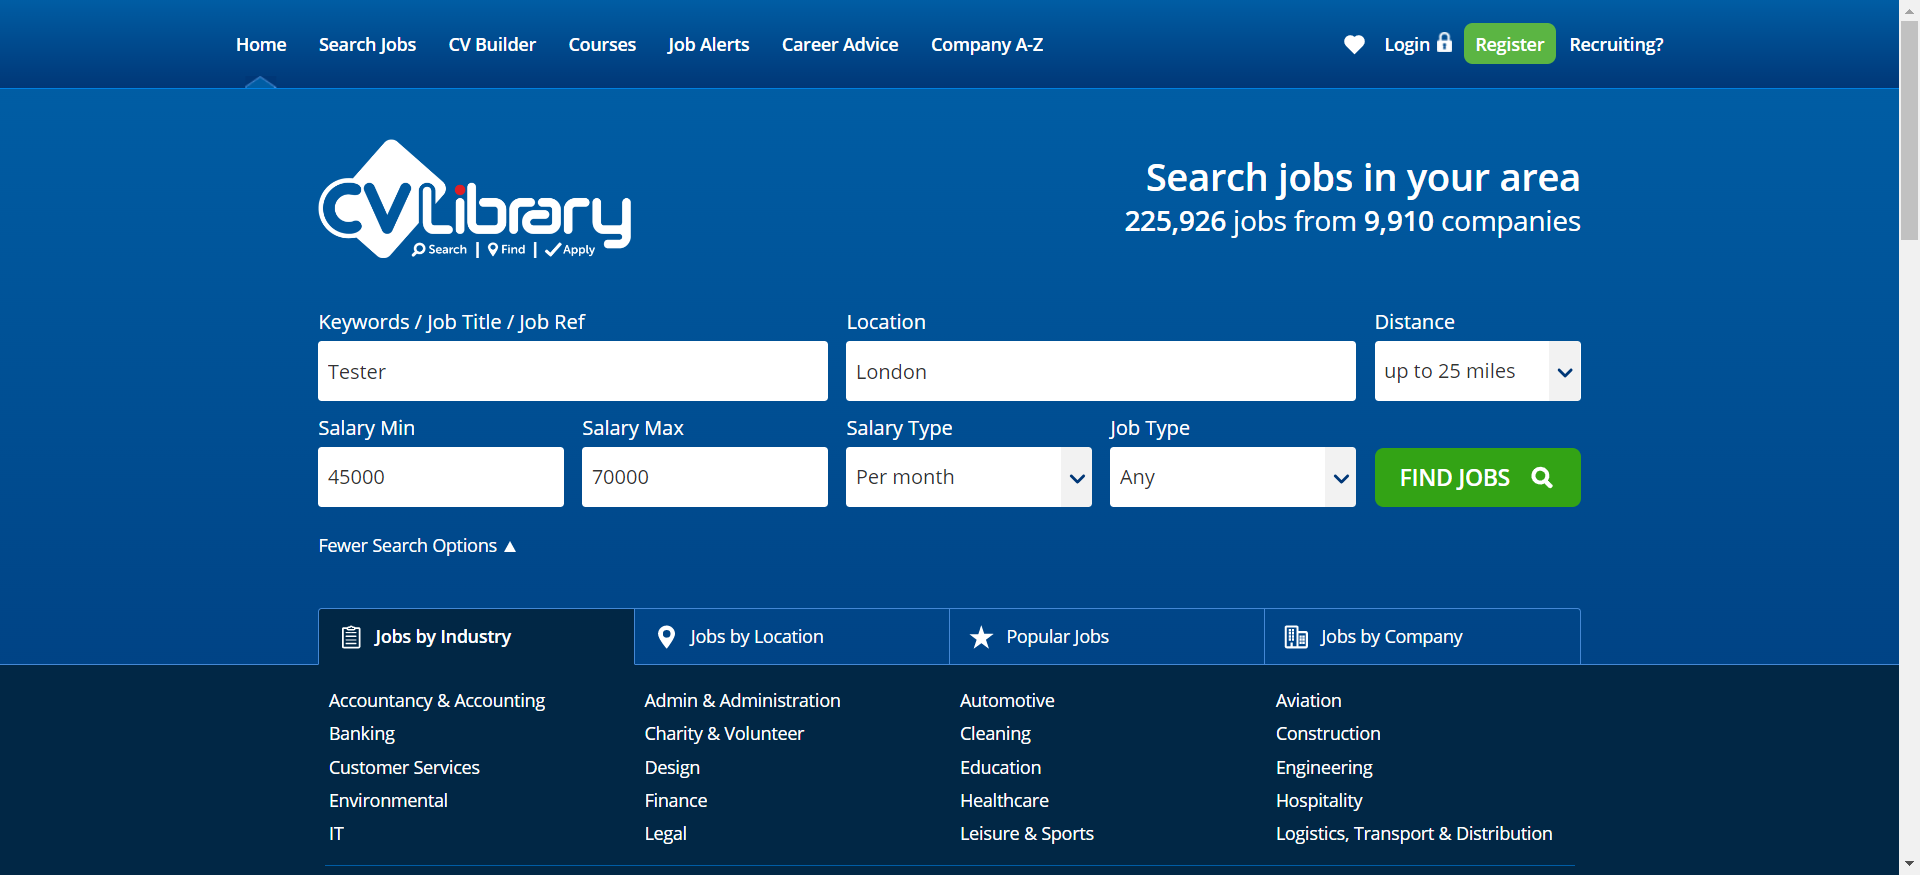 Home Search Jobs CV Builder Courses Job Alerts Career Advice Company A-Z Login Register Recruiting?
CV Library
Search | Find | Apply
Search jobs in your area
225,926 jobs from 9,910 companies
Keywords / Job Title / Job Ref Location Distance
Tester London up to 25 miles
Salary Min Salary Max Salary Type Job Type
45000 70000 Per month Any FIND JOBS
Fewer Search Options ▲
Jobs by Industry Jobs by Location Popular Jobs Jobs by Company
Accountancy & Accounting Admin & Administration Automotive Aviation
Banking Charity & Volunteer Cleaning Construction
Customer Services Design Education Engineering
Environmental Finance Healthcare Hospitality
IT Legal Leisure & Sports Logistics, Transport & Distribution